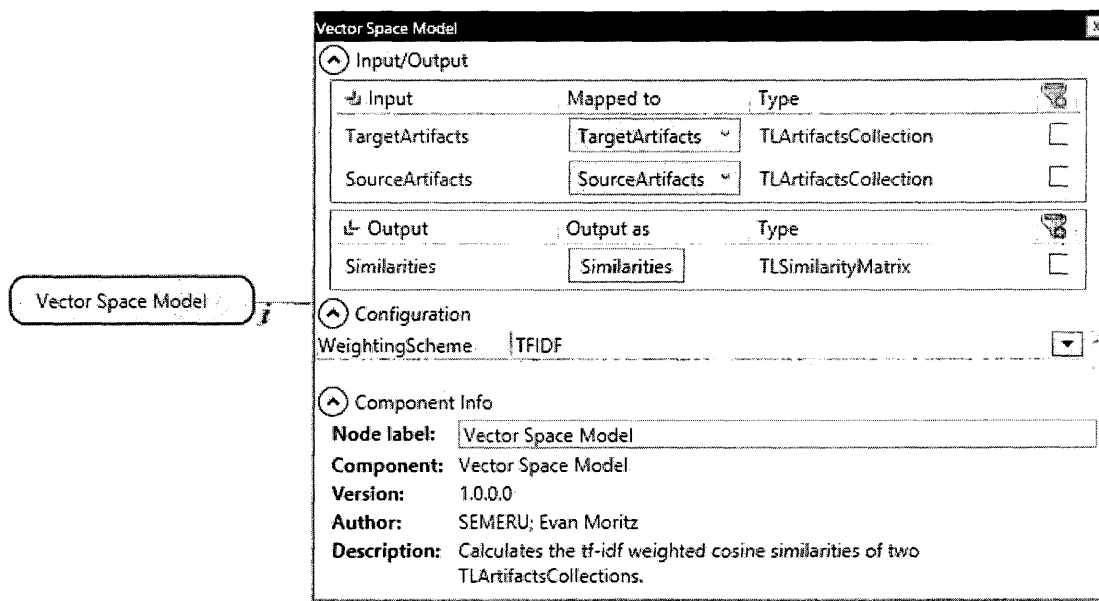 Vector Space Model
Vector Space Model x
Input/Output
Input Mapped to Type
TargetArtifacts TargetArtifacts TLArtifactsCollection
SourceArtifacts SourceArtifacts TLArtifactsCollection
Output Output as Type
Similarities Similarities TLSimilarityMatrix
Configuration
WeightingScheme TFIDF
Component Info
Node label: Vector Space Model
Component: Vector Space Model
Version: 1.0.0.0
Author: SEMERU; Evan Moritz
Description: Calculates the tf-idf weighted cosine similarities of two
TLArtifactsCollections.
i